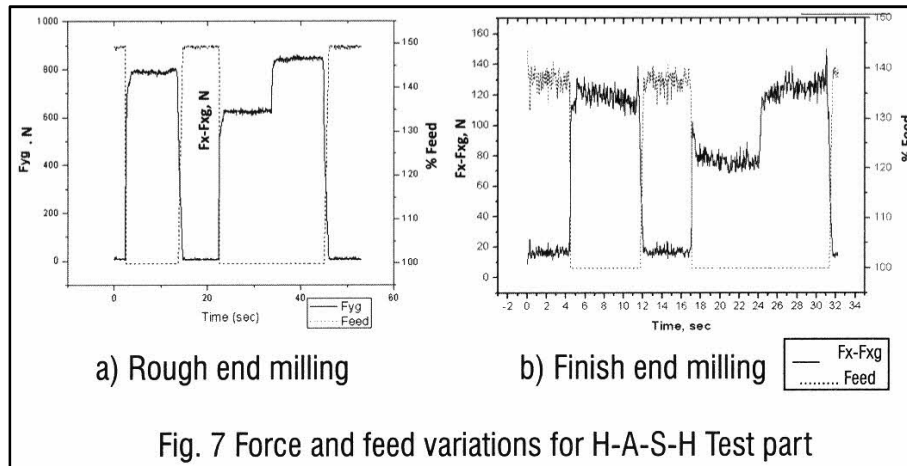 1000
800
600
400
200
0
Fyg . N
Fx-Fxg, N
150
140
130
120
110
100
% Feed
0 20 40 60
Time (sec)
Fyg
Feed
a) Rough end milling
160
140
120
100
80
60
40
20
0
Fx-Fxg, N
150
140
130
120
110
100
% Feed
-2 0 2 4 6 8 10 12 14 16 18 20 22 24 26 28 30 32 34
Time, sec
b) Finish end milling
Fx-Fxg
Feed
Fig. 7 Force and feed variations for H-A-S-H Test part